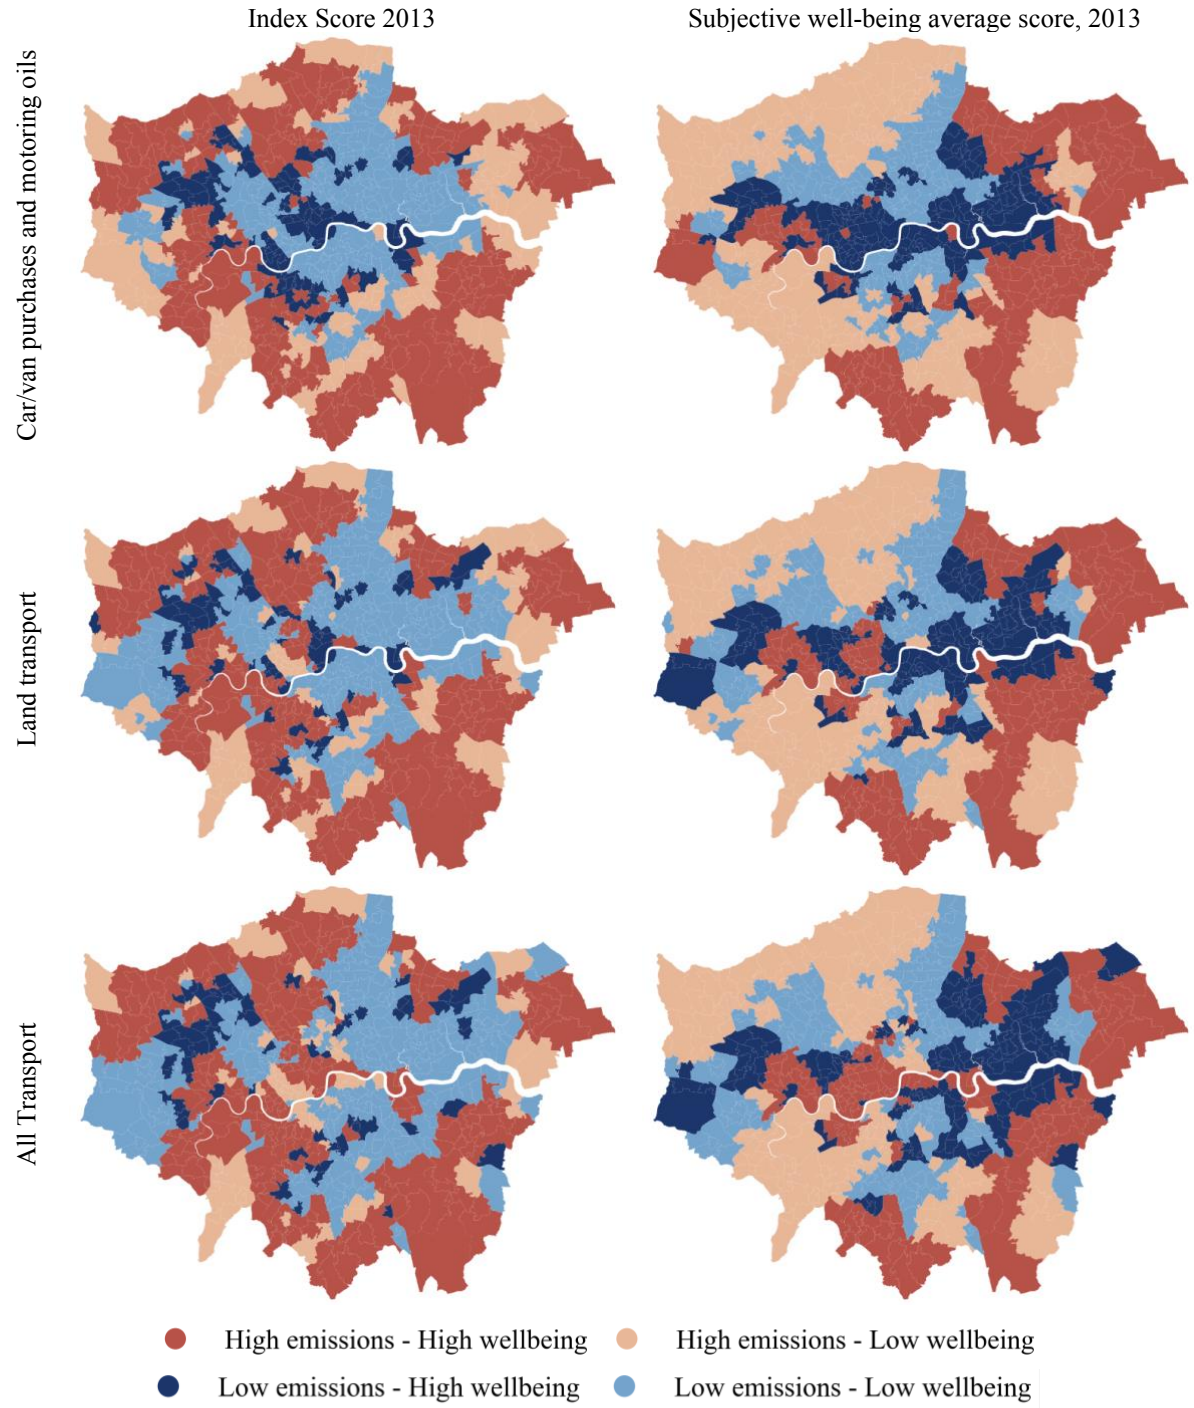 Index Score 2013
Subjective well-being average score, 2013
Car/van purchases and motoring oils
Land transport
All Transport
High emissions - High wellbeing
High emissions - Low wellbeing
Low emissions - High wellbeing
Low emissions - Low wellbeing